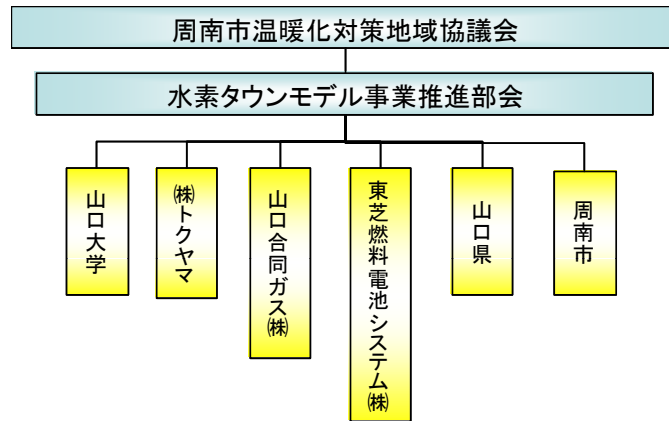 周南市温暖化対策地域協議会
水素タウンモデル事業推進部会
山口大学
㈱トクヤマ
山口合同ガス㈱
東芝燃料電池システム㈱
山口県
周南市